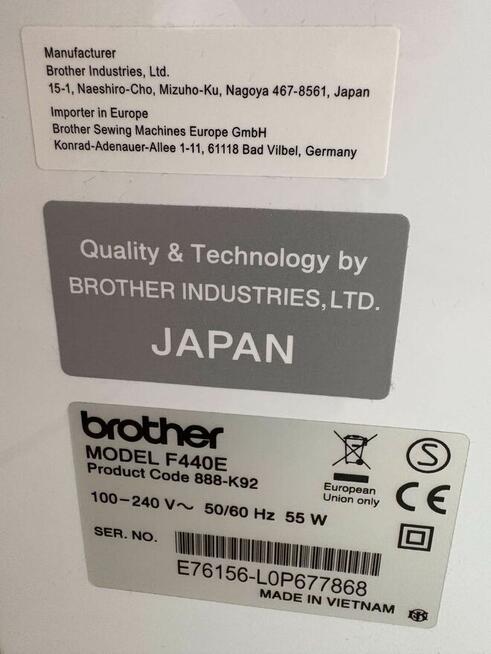 Manufacturer
Brother Industries, Ltd.
15-1, Naeshiro-Cho, Mizuho-Ku, Nagoya 467-8561, Japan
Importer in Europe
Brother Sewing Machines Europe GmbH
Konrad-Adenauer-Allee 1-11, 61118 Bad Vilbel, Germany
Quality & Technology by
BROTHER INDUSTRIES, LTD.
JAPAN
brother
MODEL F440E
Product Code 888-K92
European
Union only
S
CE
100-240 V~ 50/60 Hz 55 W
SER. NO.
E76156-L0P677868
MADE IN VIETNAM